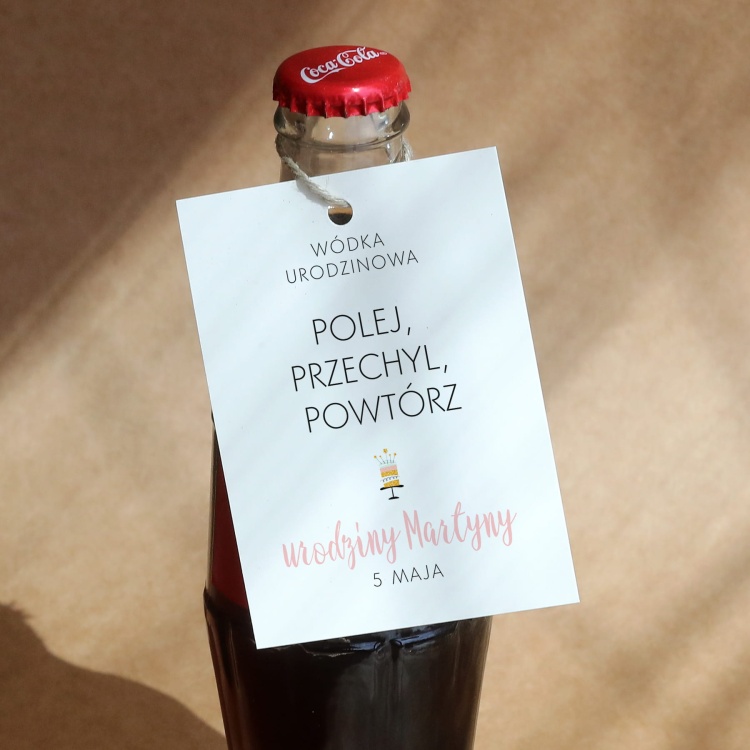 Coca-Cola
WÓDKA
URODZINOWA
POLEJ,
PRZECHYL,
POWTÓRZ
urodziny Martyny
5 MAJA